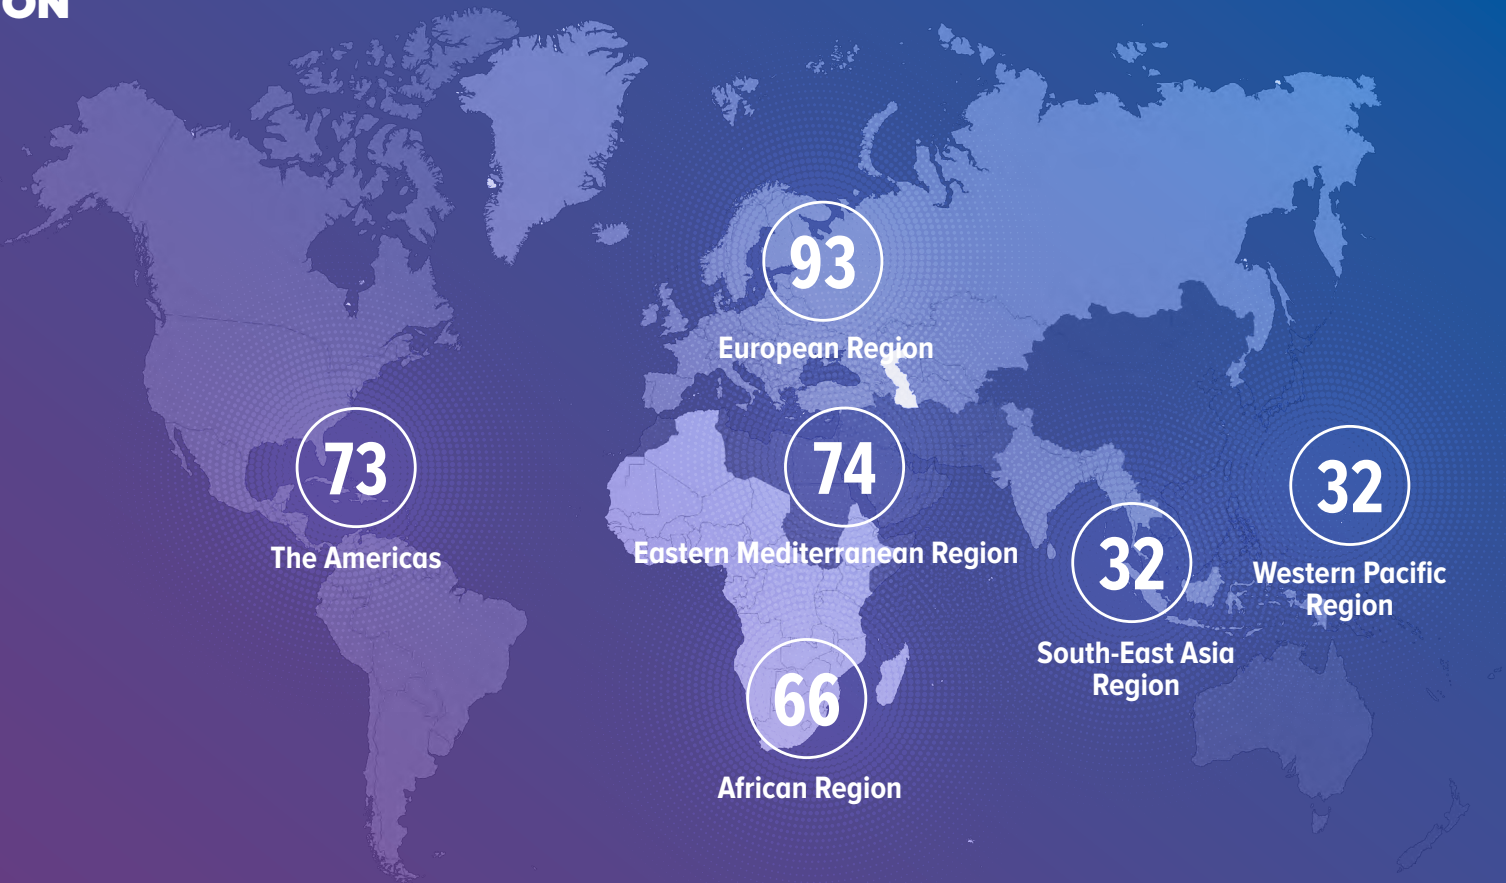 ON
93
European Region
73
The Americas
74
Eastern Mediterranean Region
32
Western Pacific
Region
32
South-East Asia
Region
66
African Region